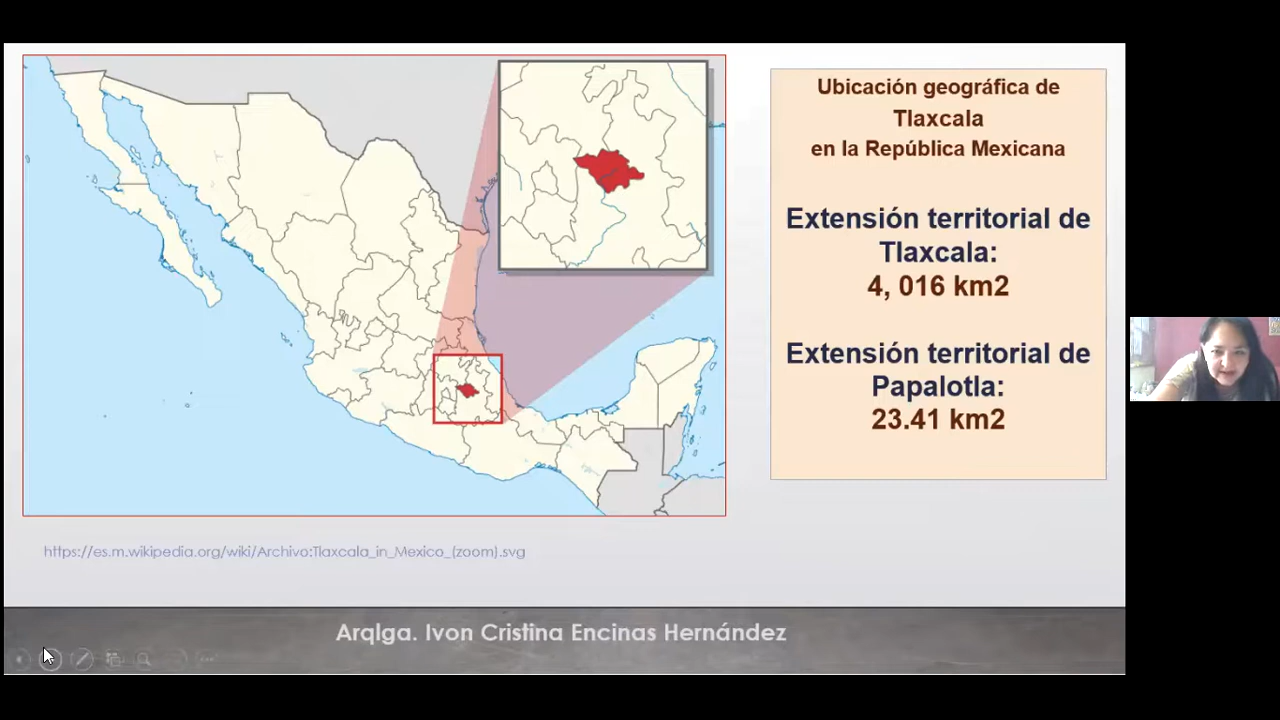 Ubicación geográfica de
Tlaxcala
en la República Mexicana
Extensión territorial de
Tlaxcala:
4, 016 km2
Extensión territorial de
Papalotla:
23.41 km2
https://es.m.wikipedia.org/wiki/Archivo:Tlaxcala_in_Mexico_(zoom).svg
Arqlga. Ivon Cristina Encinas Hernández